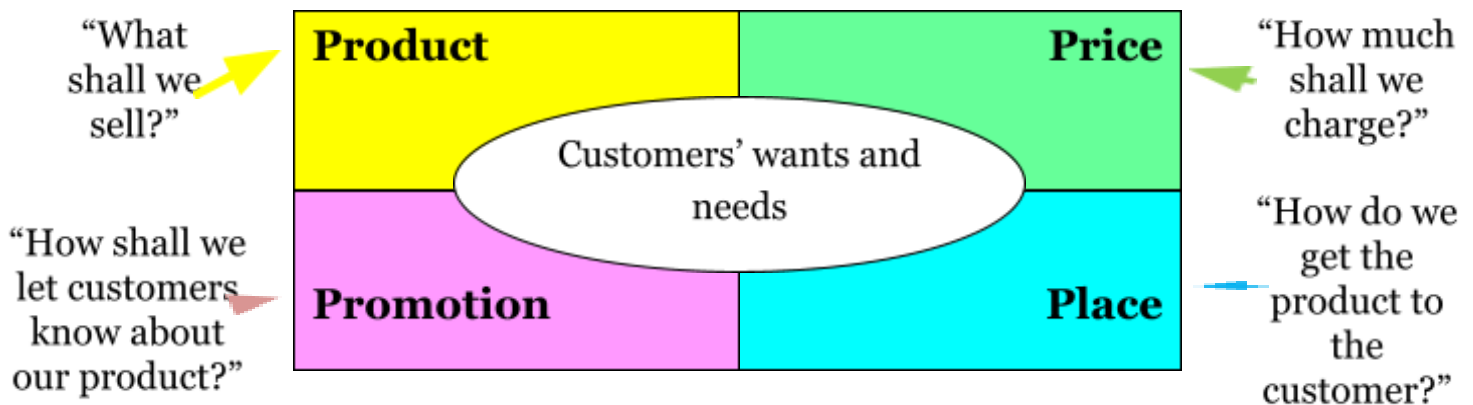 “What
shall we
sell?”
Product
Price
“How much
shall we
charge?”
Customers’ wants and
needs
“How shall we
let customers
know about
our product?”
Promotion
Place
“How do we
get the
product to
the
customer?”